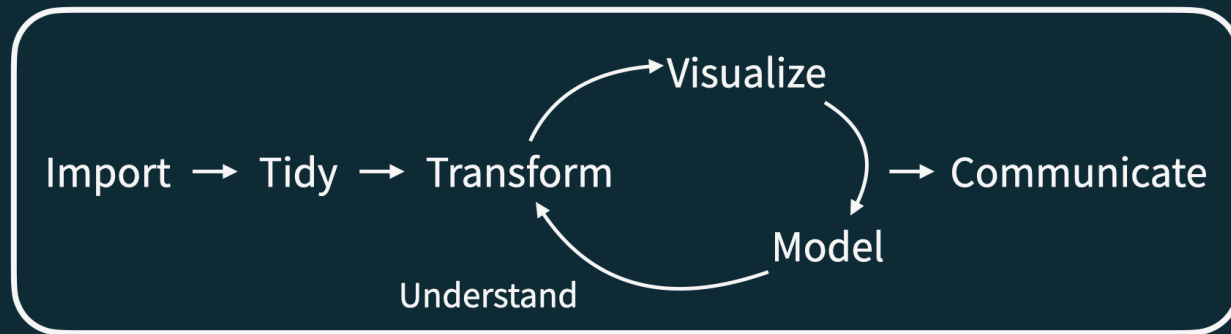 Visualize
Import → Tidy → Transform → Communicate
Model
Understand